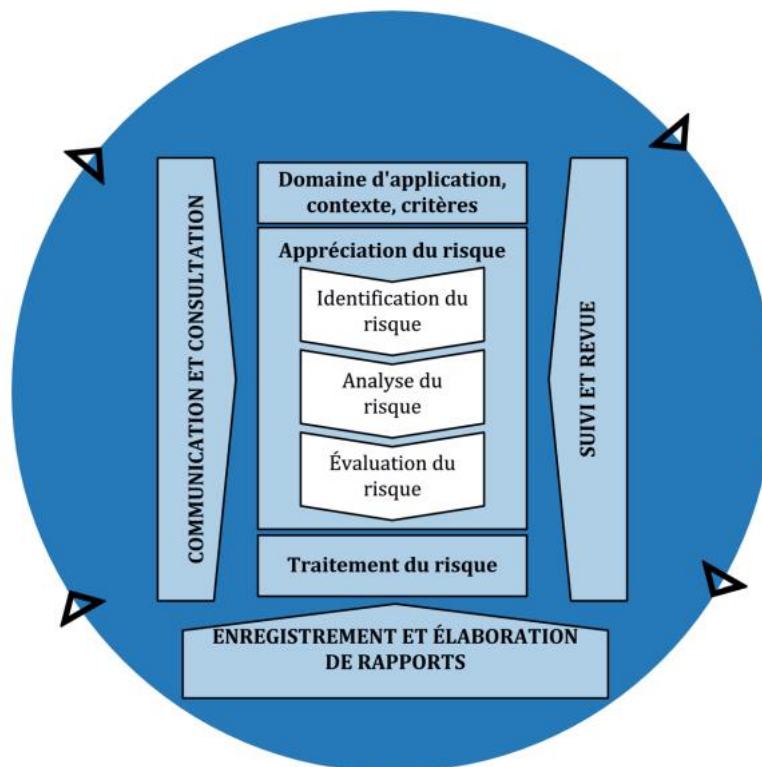 Domaine d'application,
contexte, critères
Appréciation du risque
Identification du
risque
Analyse du
risque
Évaluation du
risque
Traitement du risque
COMMUNICATION ET CONSULTATION
SUIVI ET REVUE
ENREGISTREMENT ET ÉLABORATION
DE RAPPORTS